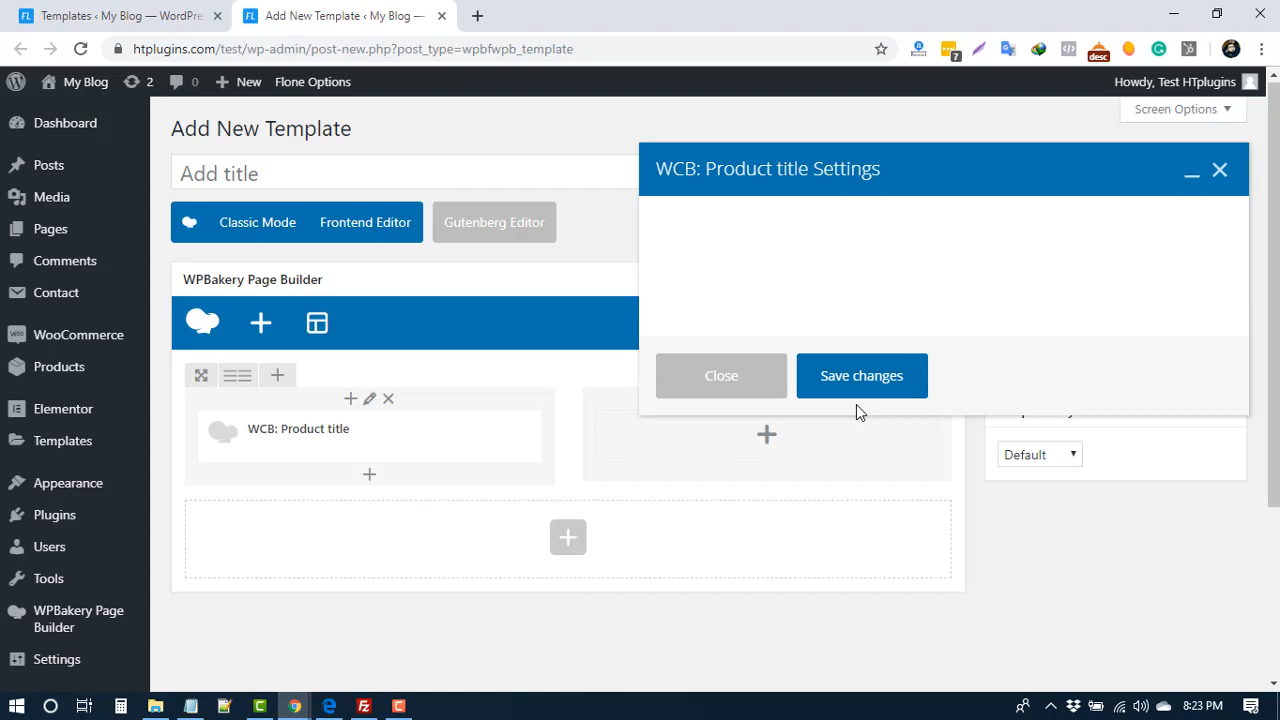 Templates ‹ My Blog — WordPre
Add New Template ‹ My Blog —
htplugins.com/test/wp-admin/post-new.php?post_type=wpbfwpb_template
7
desc
My Blog
2
0
New
Flone Options
Howdy, Test HTplugins
Screen Options
Dashboard
Posts
Media
Pages
Comments
Contact
WooCommerce
Products
Elementor
Templates
Appearance
Plugins
Users
Tools
WPBakery Page
Builder
Settings
Add New Template
Add title
Classic Mode
Frontend Editor
Gutenberg Editor
WPBakery Page Builder
WCB: Product title
WCB: Product title Settings
Close
Save changes
Default
8:23 PM